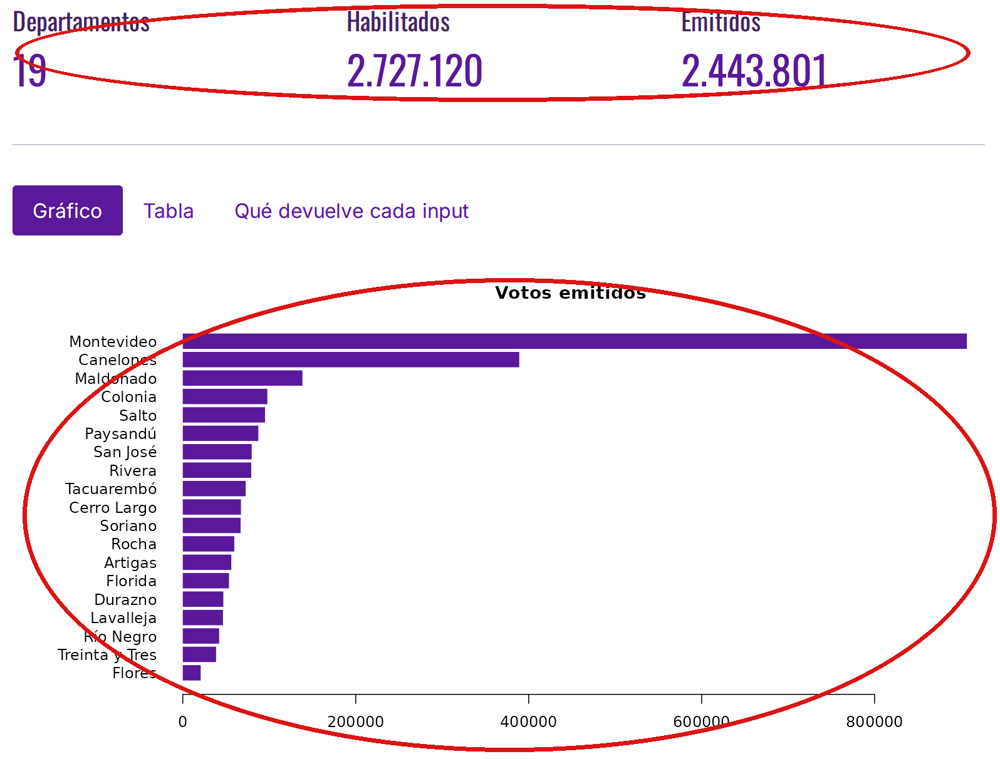 Departamentos Habilitados Emitidos
19 2.727.120 2.443.801
Gráfico Tabla Qué devuelve cada input
Votos emitidos
Montevideo
Canelones
Maldonado
Colonia
Salto
Paysandú
San José
Rivera
Tacuarembó
Cerro Largo
Soriano
Rocha
Artigas
Florida
Durazno
Lavalleja
Río Negro
Treinta y Tres
Flores
0 200000 400000 600000 800000